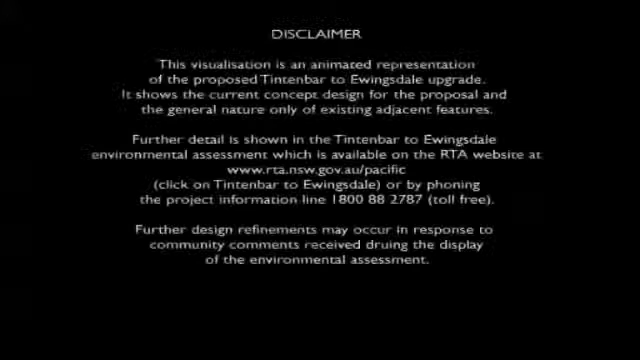 DISCLAIMER
This visualisation is an animated representation
of the proposed Tintenbar to Ewingsdale upgrade.
It shows the current concept design for the proposal and
the general nature only of existing adjacent features.
Further detail is shown in the Tintenbar to Ewingsdale
environmental assessment which is available on the RTA website at
www.rta.nsw.gov.au/pacific
(click on Tintenbar to Ewingsdale) or by phoning
the project information line 1800 88 2787 (toll free).
Further design refinements may occur in response to
community comments received druing the display
of the environmental assessment.